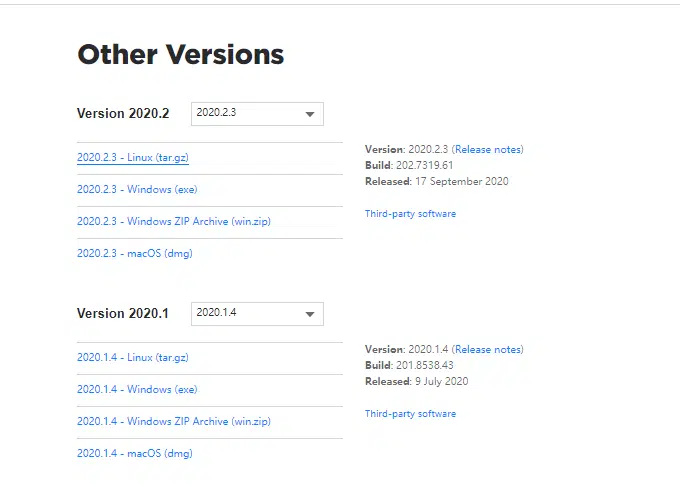 Other Versions
Version 2020.2
2020.2.3
2020.2.3 - Linux (tar.gz)
2020.2.3 - Windows (exe)
2020.2.3 - Windows ZIP Archive (win.zip)
2020.2.3 - macOS (dmg)
Version: 2020.2.3 (Release notes)
Build: 202.7319.61
Released: 17 September 2020
Third-party software
Version 2020.1
2020.1.4
2020.1.4 - Linux (tar.gz)
2020.1.4 - Windows (exe)
2020.1.4 - Windows ZIP Archive (win.zip)
2020.1.4 - macOS (dmg)
Version: 2020.1.4 (Release notes)
Build: 201.8538.43
Released: 9 July 2020
Third-party software